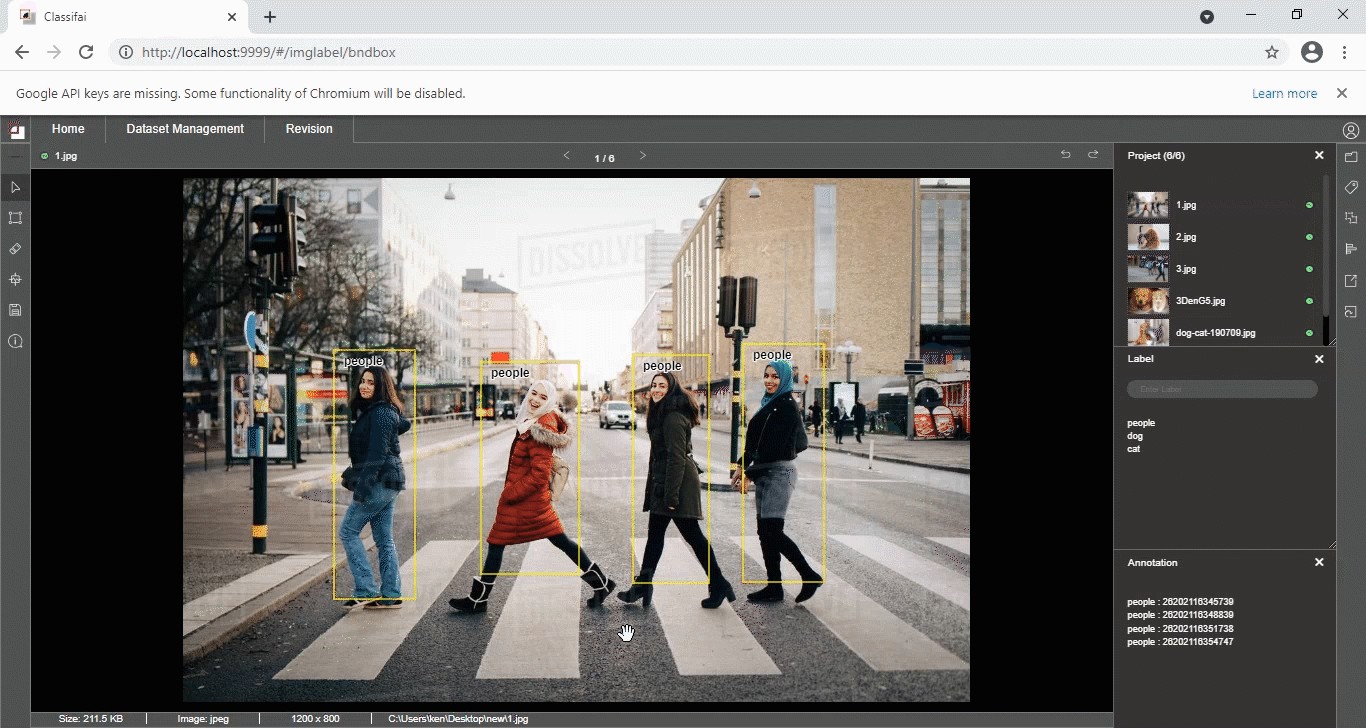 Classifai
http://localhost:9999/#/imglabel/bndbox
Google API keys are missing. Some functionality of Chromium will be disabled.
Learn more
Home
Dataset Management
Revision
1.jpg
1 / 6
Project (6/6)
1.jpg
2.jpg
3.jpg
3DenG5.jpg
dog-cat-190709.jpg
DISSOLVE
people
people
people
people
Label
Enter Label
people
dog
cat
Annotation
people : 26202116345739
people : 26202116348839
people : 26202116351738
people : 26202116354747
Size: 211.5 KB
Image: jpeg
1200 x 800
C:\Users\ken\Desktop\new\1.jpg